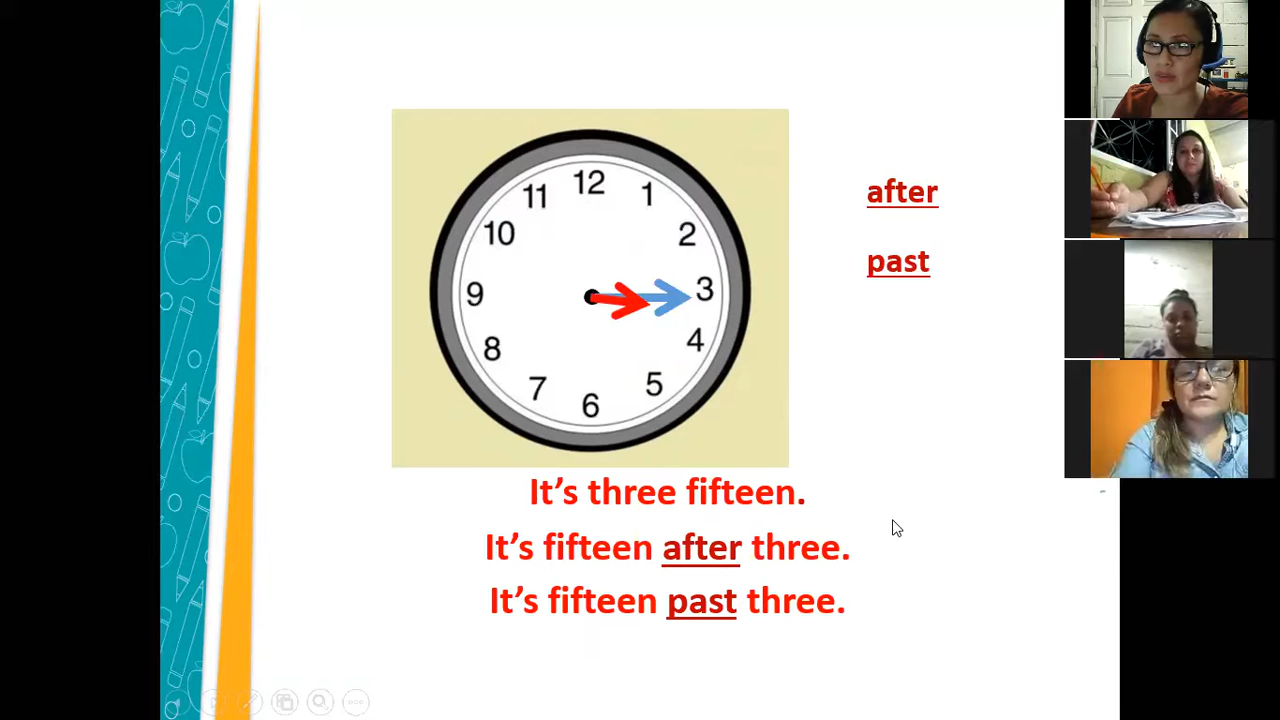 12
11
1
10
2
9
3
8
4
7
5
6
after
past
It's three fifteen.
It's fifteen after three.
It's fifteen past three.